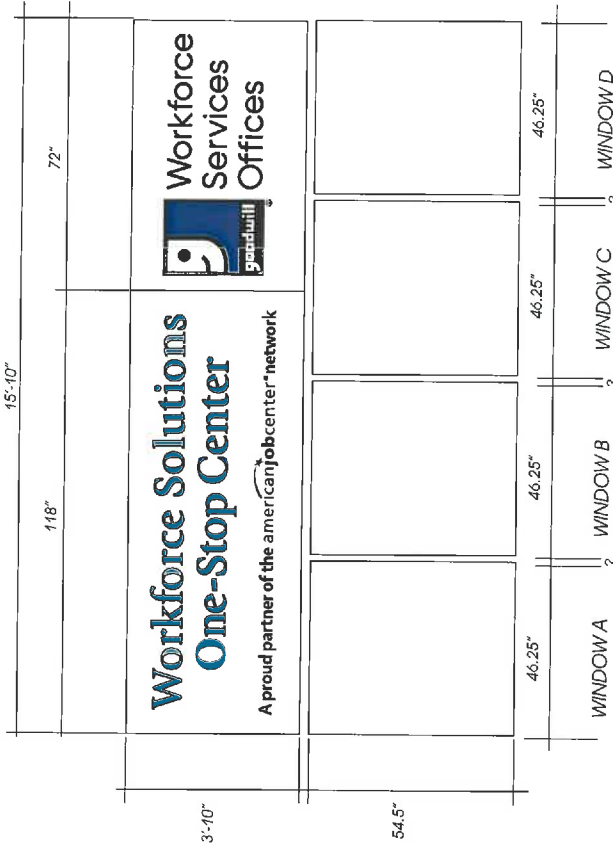 15'-10"
118"
72"
3'-10"
Workforce Solutions
One-Stop Center
A proud partner of the americanjobcenter® network
goodwill®
Workforce
Services
Offices
54.5"
46.25"
46.25"
46.25"
46.25"
WINDOW A
?
WINDOW B
?
WINDOW C
?
WINDOW D